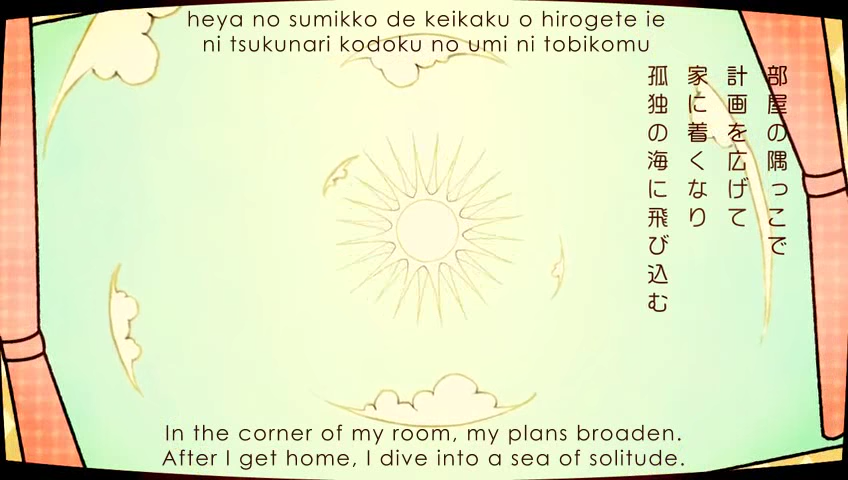 heya no sumikko de keikaku o hirogete ie
ni tsukunari kodoku no umi ni tobikomu
部屋の隅っこで
計画を広げて
家に着くなり
孤独の海に飛び込む
In the corner of my room, my plans broaden.
After I get home, I dive into a sea of solitude.